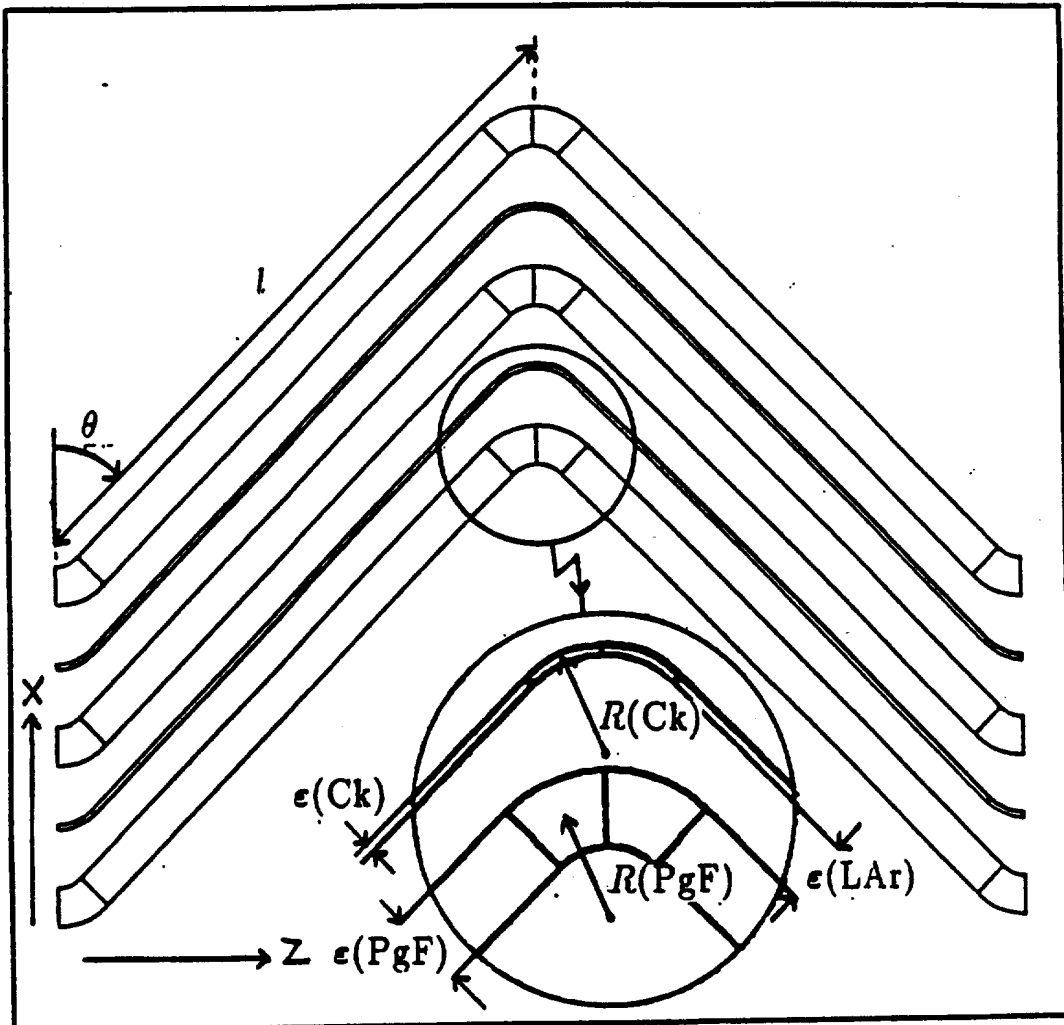 l
θ
X
R(Ck)
ε(Ck)
R(PgF)
ε(LAr)
Z
ε(PgF)